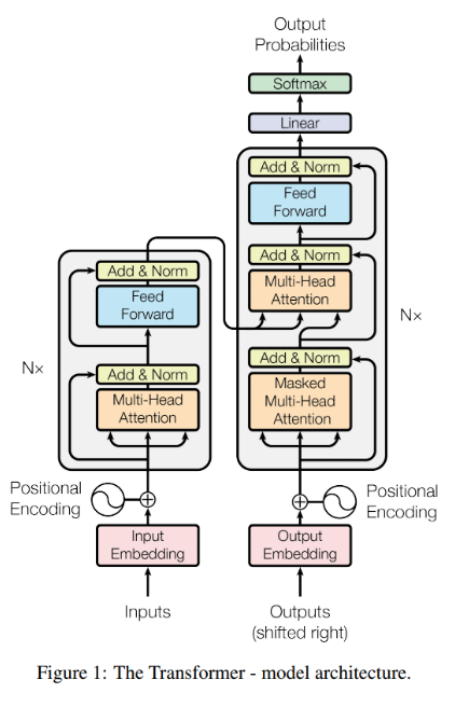 Output
Probabilities
Softmax
Linear
Add & Norm
Feed
Forward
Add & Norm
Multi-Head
Attention
Add & Norm
Masked
Multi-Head
Attention
Nx
Positional
Encoding
Output
Embedding
Outputs
(shifted right)
Add & Norm
Feed
Forward
Add & Norm
Multi-Head
Attention
Nx
Positional
Encoding
Input
Embedding
Inputs
Figure 1: The Transformer - model architecture.